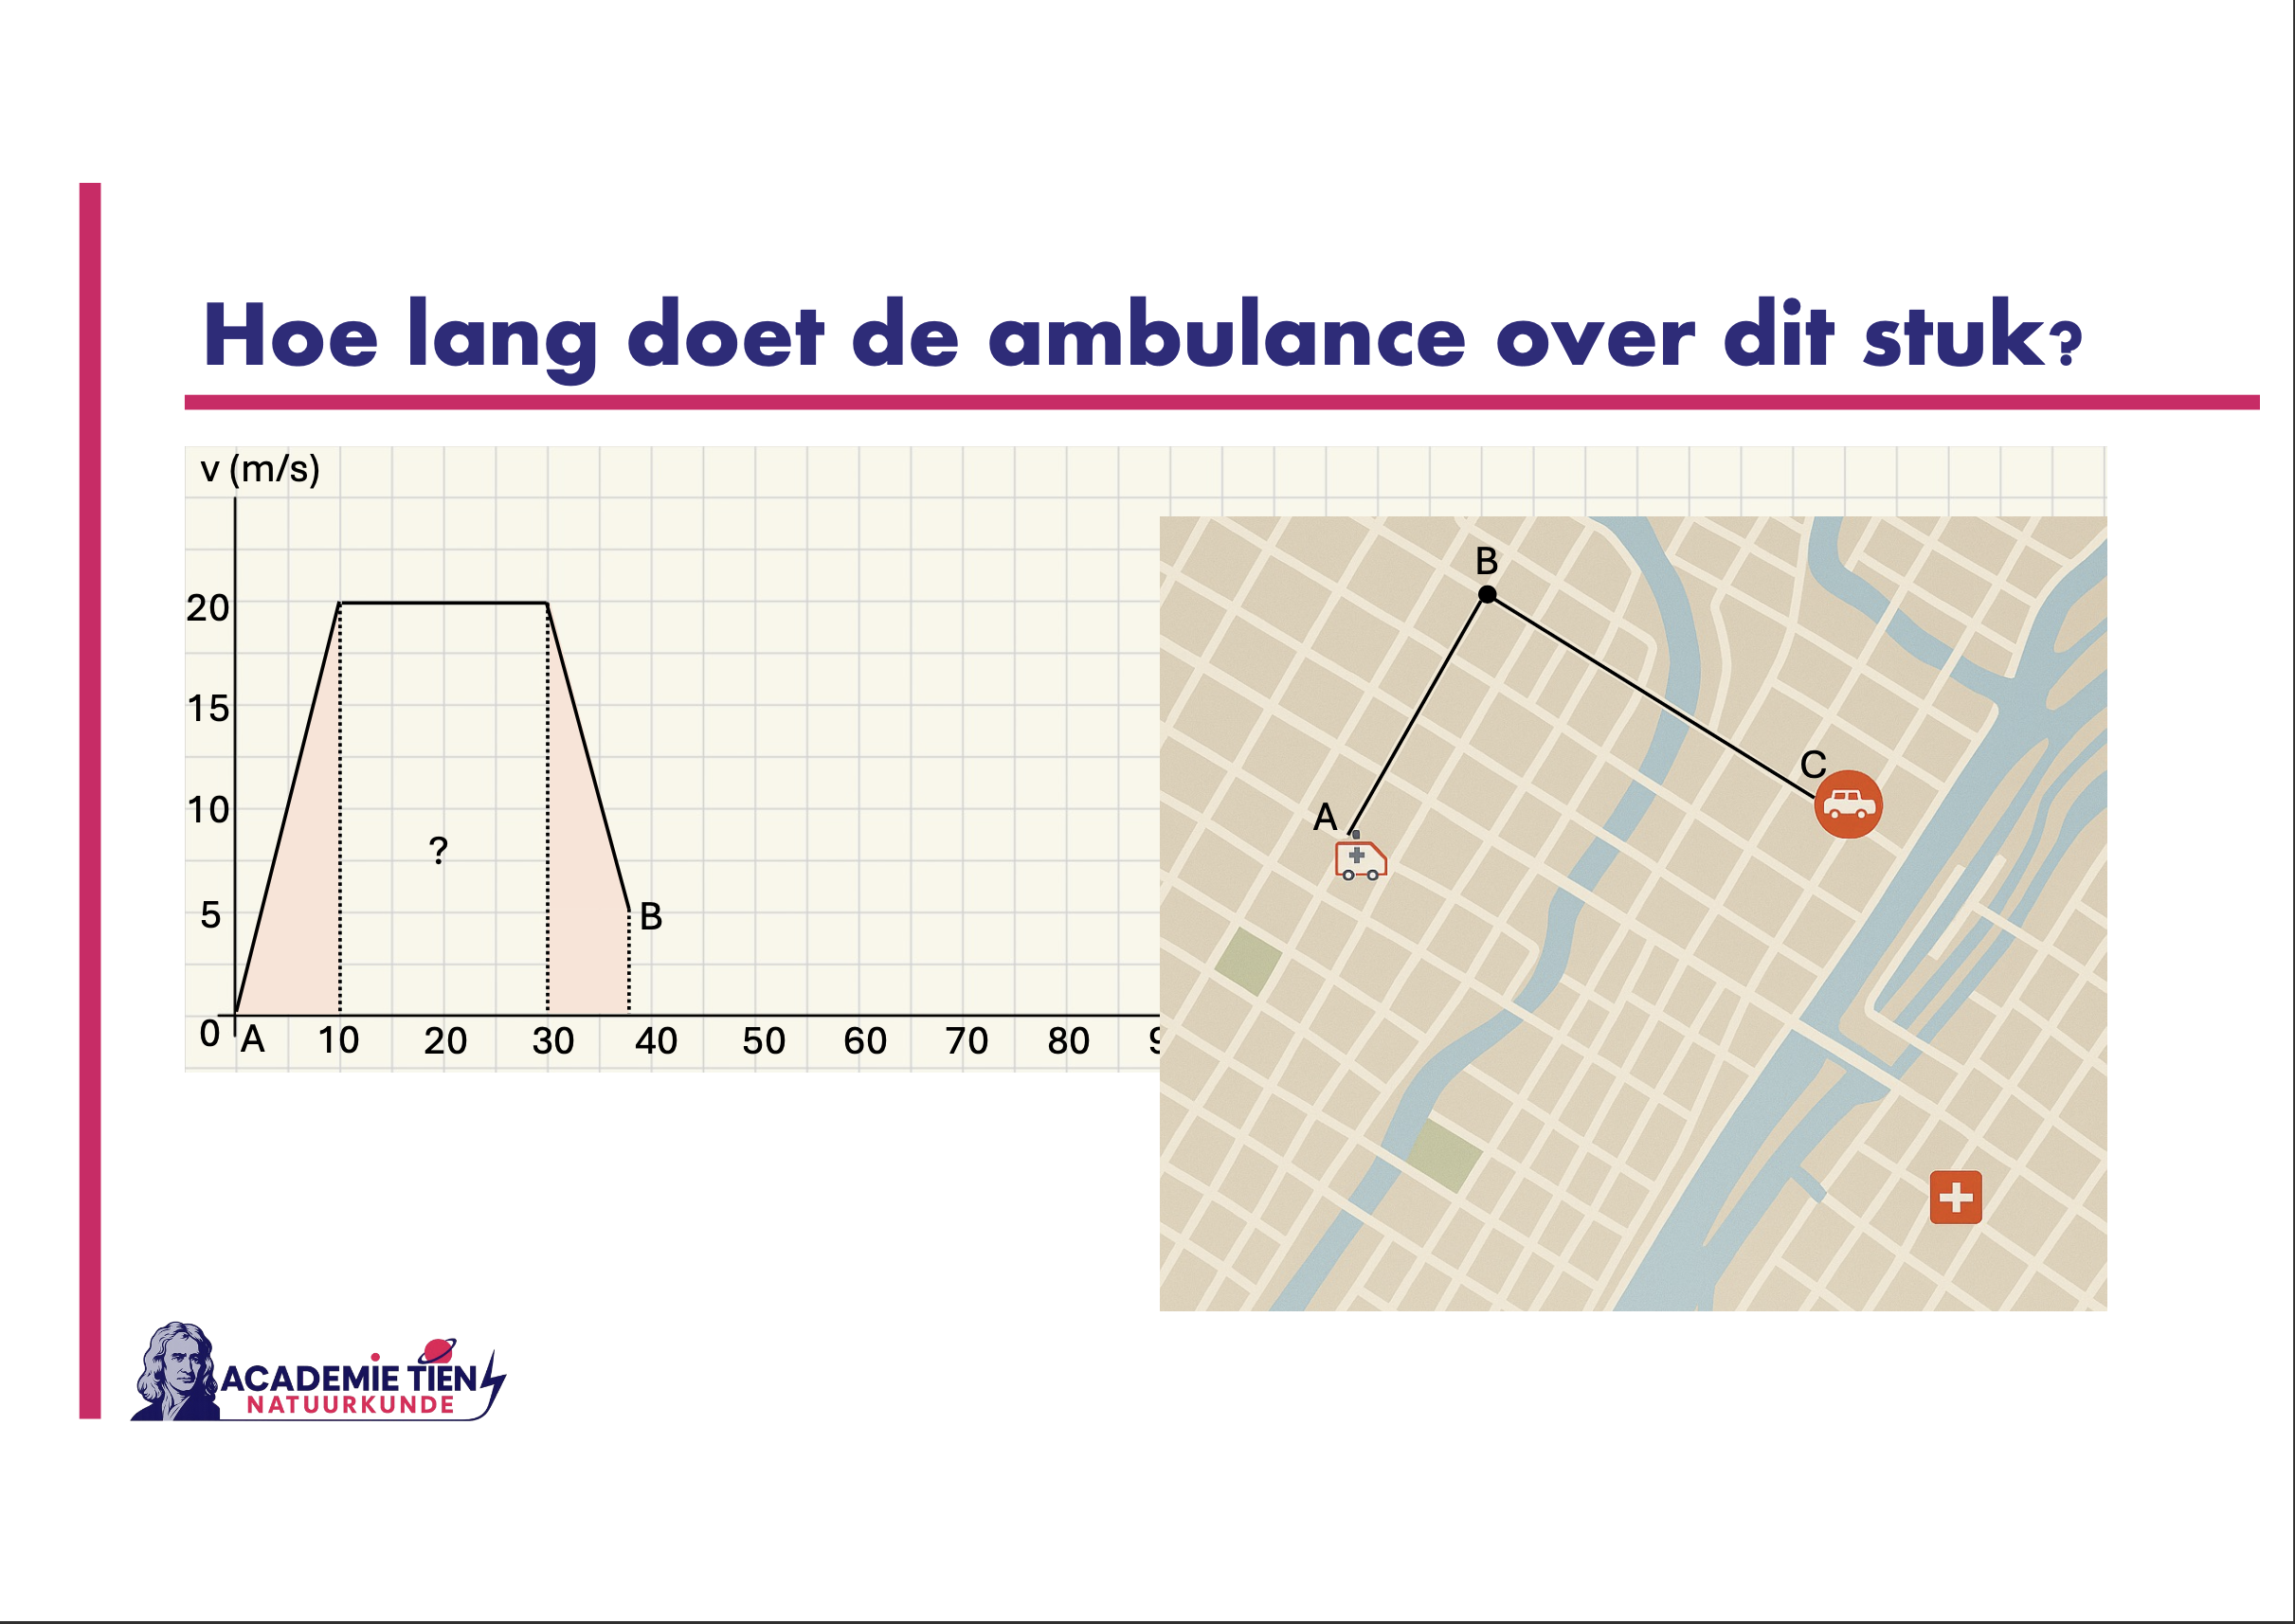 Hoe lang doet de ambulance over dit stuk?
v (m/s)
20
15
10
5
0
?
B
A
10 20 30 40 50 60 70 80
B
A
C
ACADEMIE TIEN
NATUURKUNDE